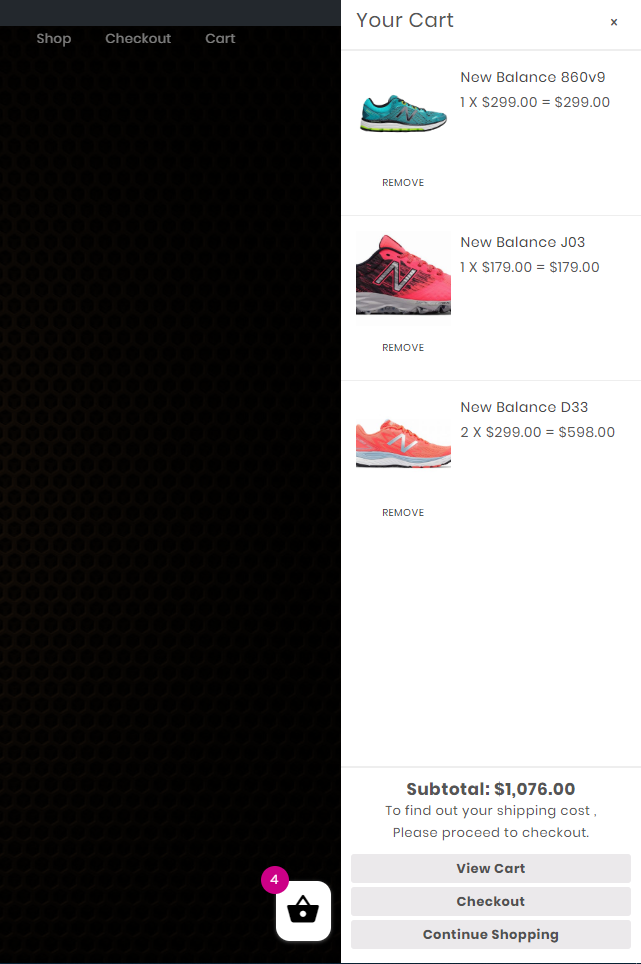 Shop Checkout Cart
Your Cart x
New Balance 860v9
1 X $299.00 = $299.00
REMOVE
New Balance J03
1 X $179.00 = $179.00
REMOVE
New Balance D33
2 X $299.00 = $598.00
REMOVE
Subtotal: $1,076.00
To find out your shipping cost ,
Please proceed to checkout.
View Cart
Checkout
Continue Shopping
4